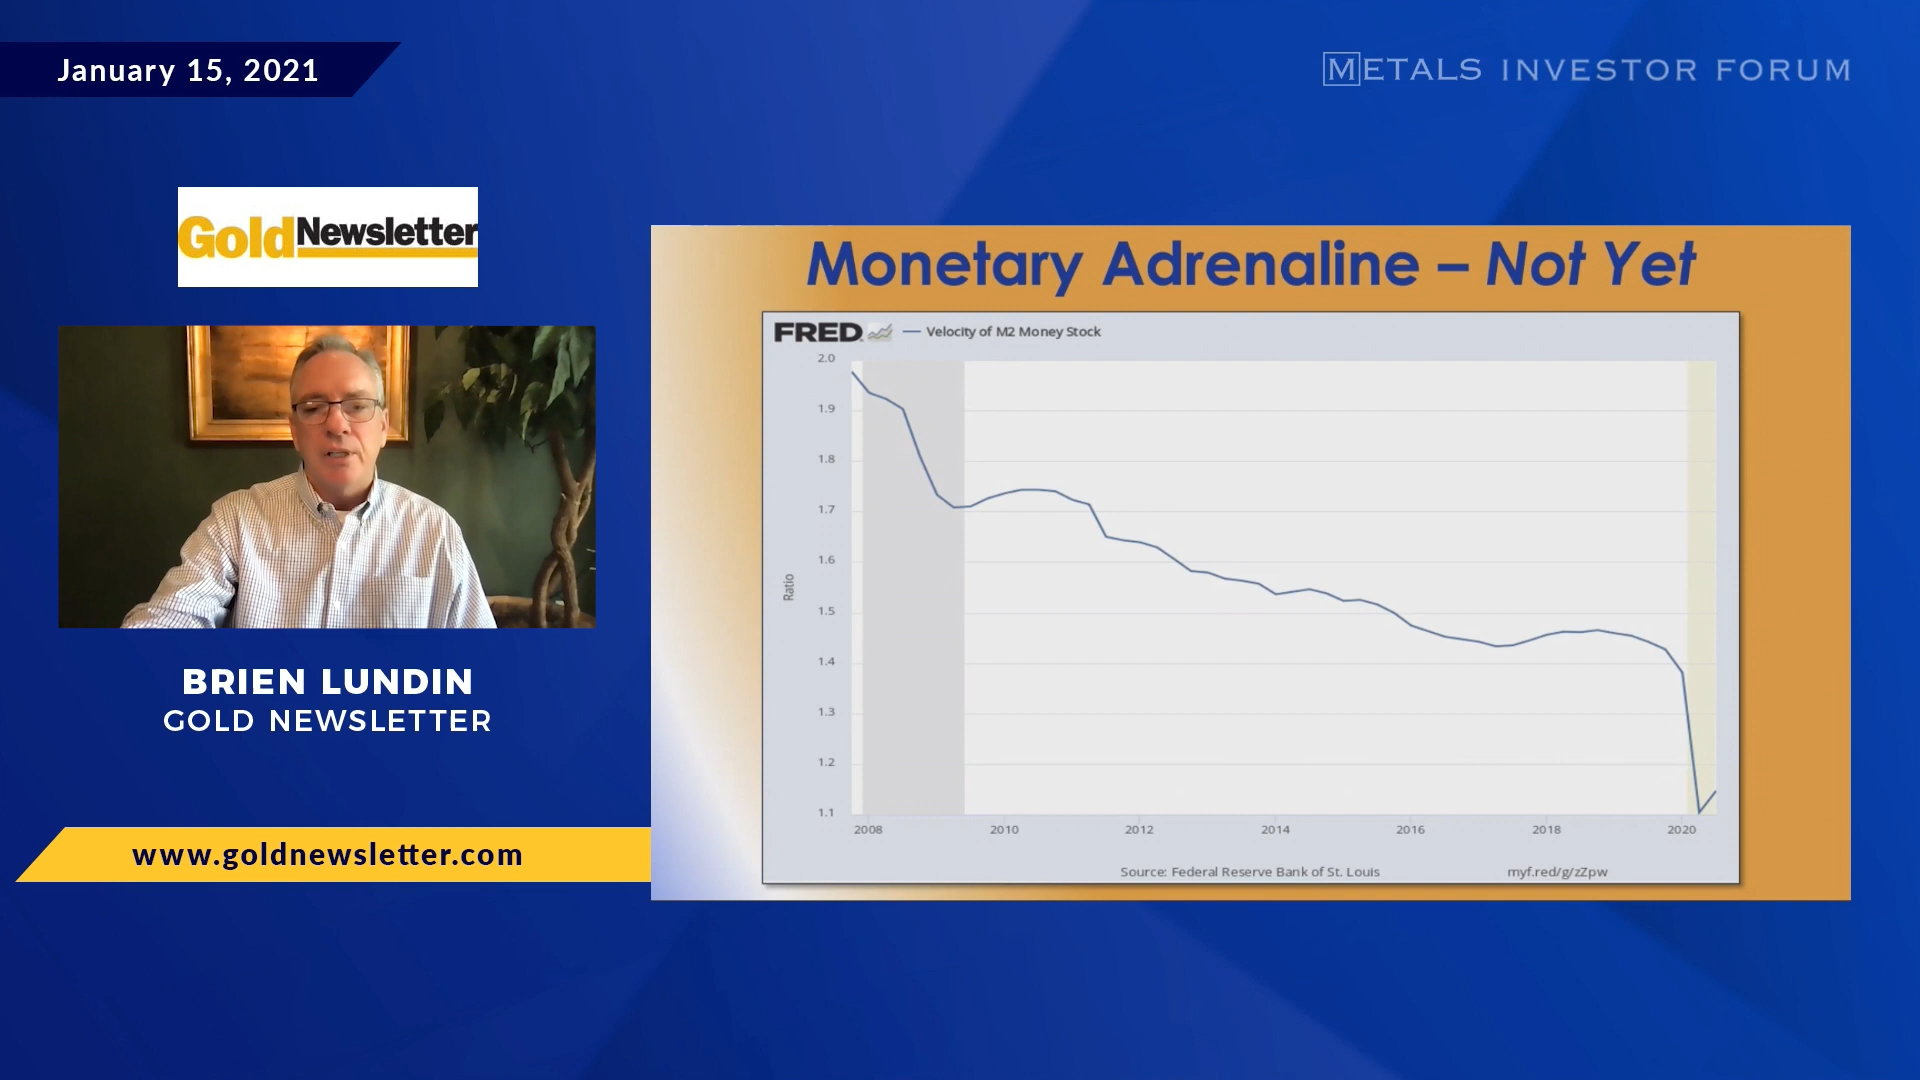 January 15, 2021
METALS INVESTOR FORUM
GoldNewsletter
BRIEN LUNDIN
GOLD NEWSLETTER
www.goldnewsletter.com
Monetary Adrenaline – Not Yet
FRED
Velocity of M2 Money Stock
2.0
1.9
1.8
1.7
1.6
1.5
1.4
1.3
1.2
1.1
Ratio
2008 2010 2012 2014 2016 2018 2020
Source: Federal Reserve Bank of St. Louis
myf.red/g/zZpw